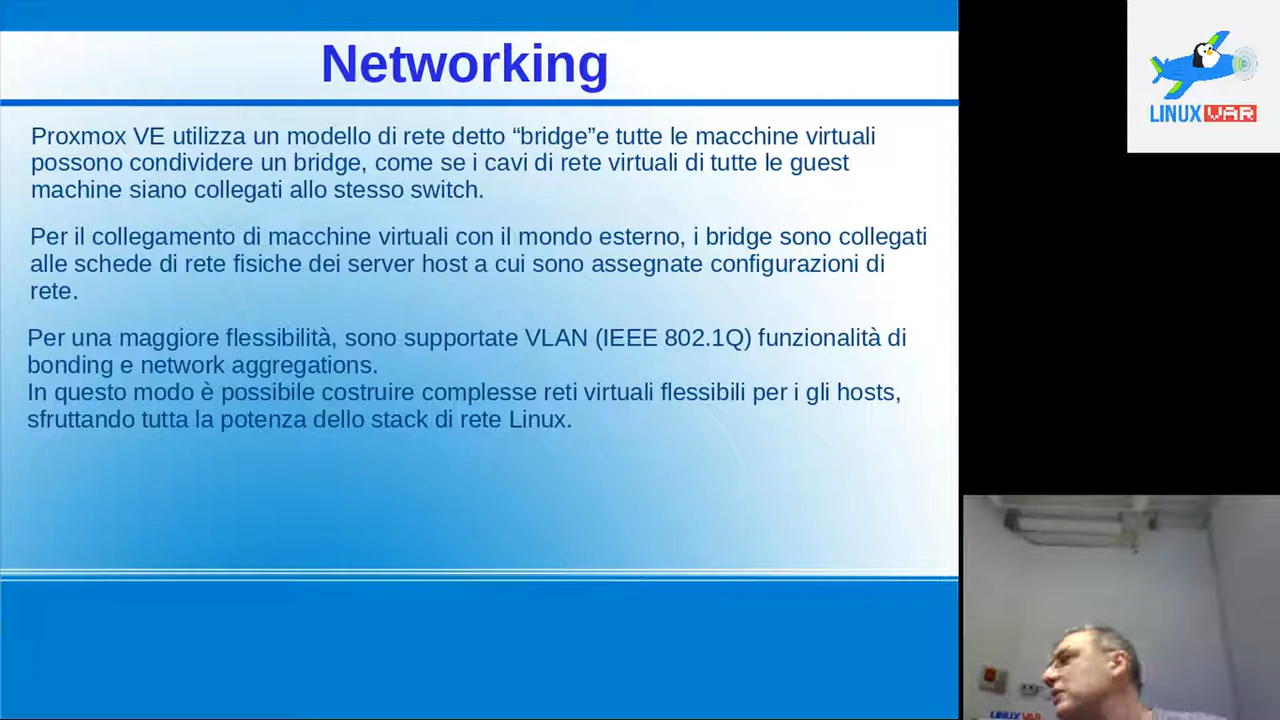 Networking
Proxmox VE utilizza un modello di rete detto “bridge”e tutte le macchine virtuali
possono condividere un bridge, come se i cavi di rete virtuali di tutte le guest
machine siano collegati allo stesso switch.
Per il collegamento di macchine virtuali con il mondo esterno, i bridge sono collegati
alle schede di rete fisiche dei server host a cui sono assegnate configurazioni di
rete.
Per una maggiore flessibilità, sono supportate VLAN (IEEE 802.1Q) funzionalità di
bonding e network aggregations.
In questo modo è possibile costruire complesse reti virtuali flessibili per i gli hosts,
sfruttando tutta la potenza dello stack di rete Linux.
LINUX VAR
LINUX VAR